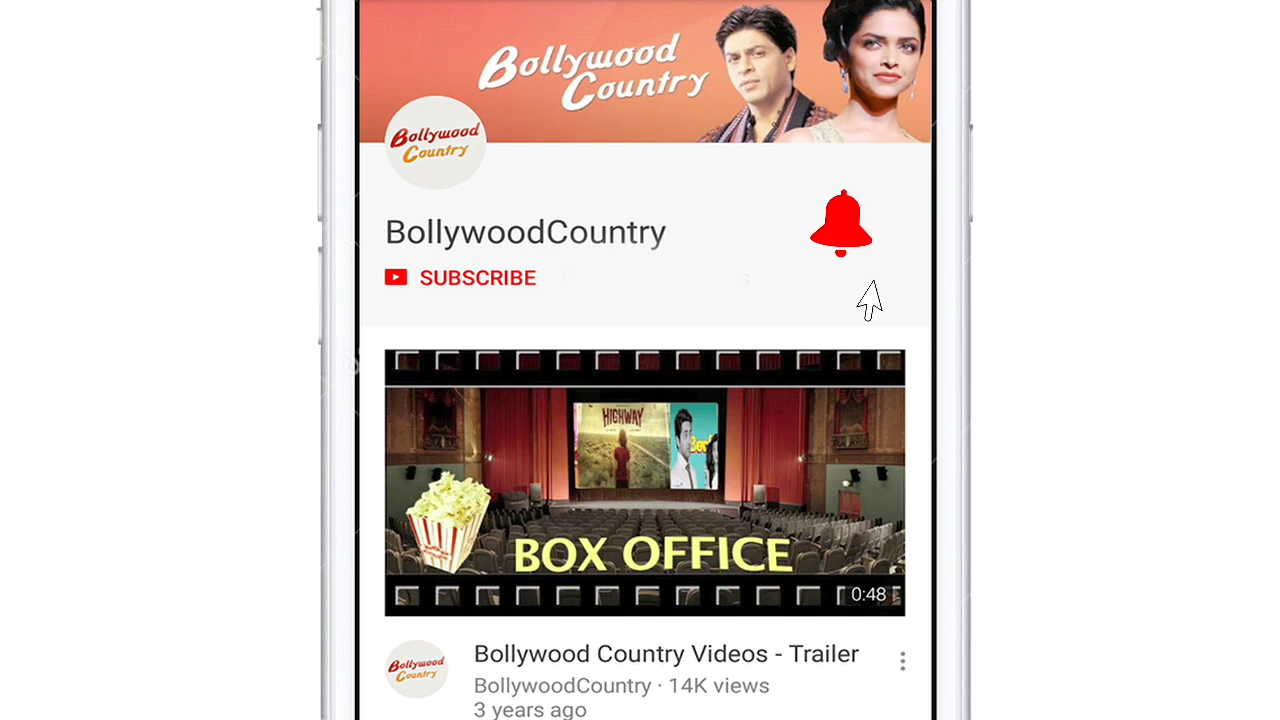 Bollywood
Country
Bollywood
Country
BollywoodCountry
SUBSCRIBE
HIGHWAY
BOX OFFICE
0:48
Bollywood Country Videos - Trailer
Bollywood
Country
BollywoodCountry · 14K views
3 years ago